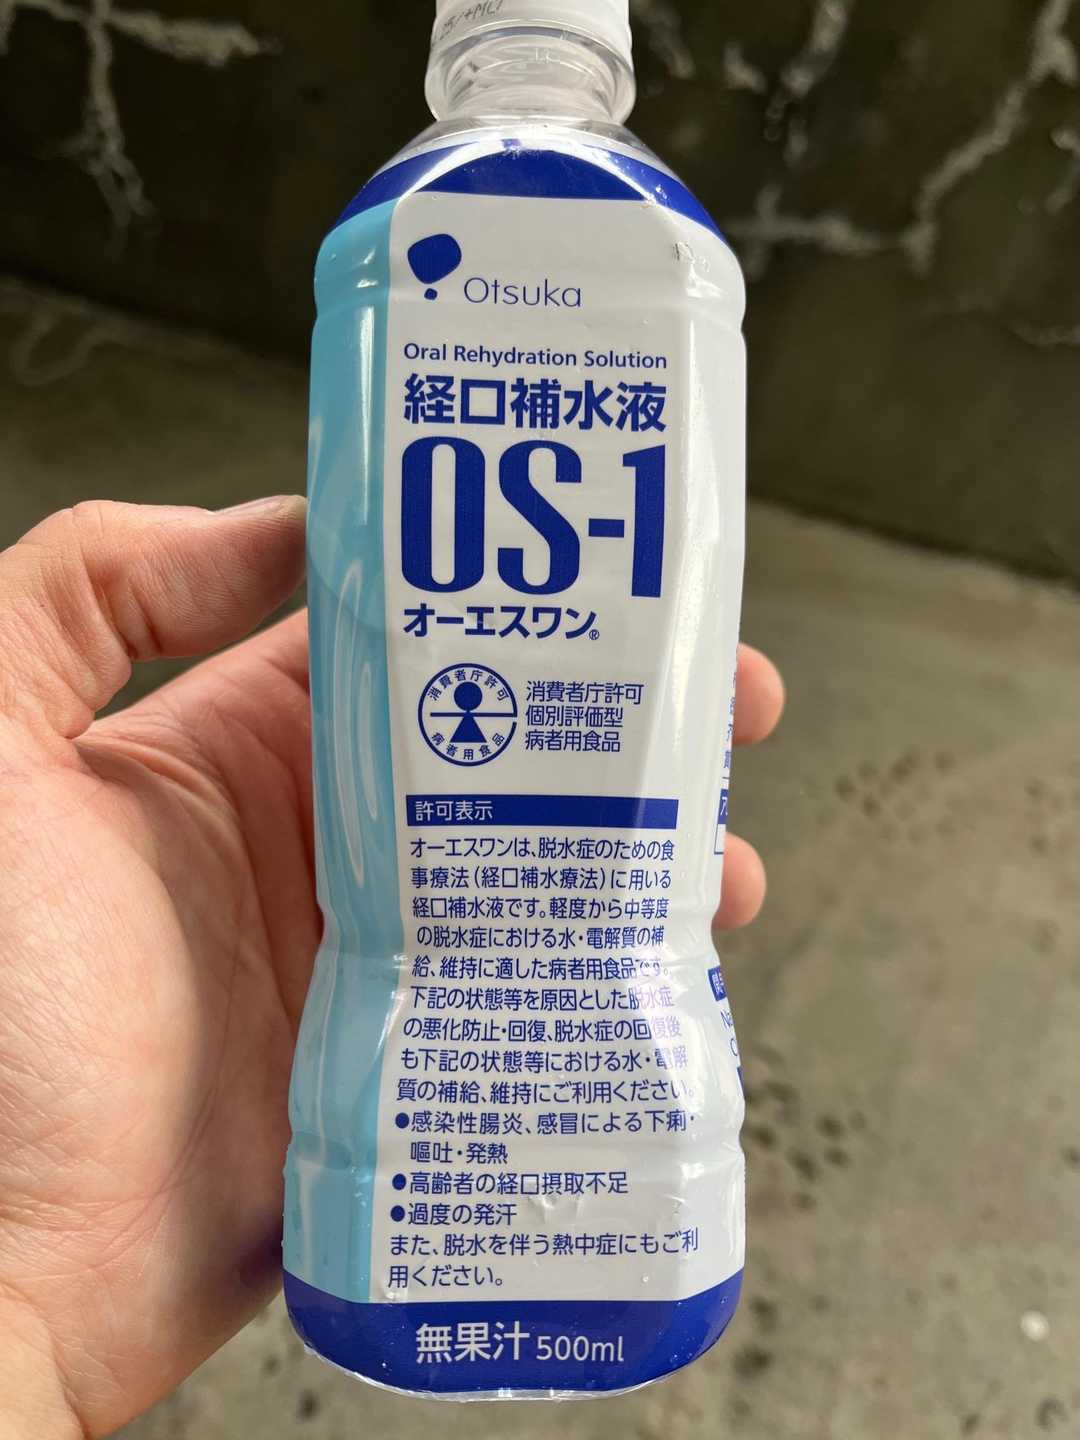 Otsuka
Oral Rehydration Solution
経口補水液
OS-1
オーエスワン®
消費者庁許可
病者用食品
消費者庁許可
個別評価型
病者用食品
許可表示
オーエスワンは、脱水症のための食
事療法(経口補水療法)に用いる
経口補水液です。軽度から中等度
の脱水症における水・電解質の補
給、維持に適した病者用食品です。
下記の状態等を原因とした脱水症
の悪化防止・回復、脱水症の回復後
も下記の状態等における水・電解
質の補給、維持にご利用ください。
●感染性腸炎、感冒による下痢・
嘔吐・発熱
●高齢者の経口摂取不足
●過度の発汗
また、脱水を伴う熱中症にもご利
用ください。
無果汁 500ml